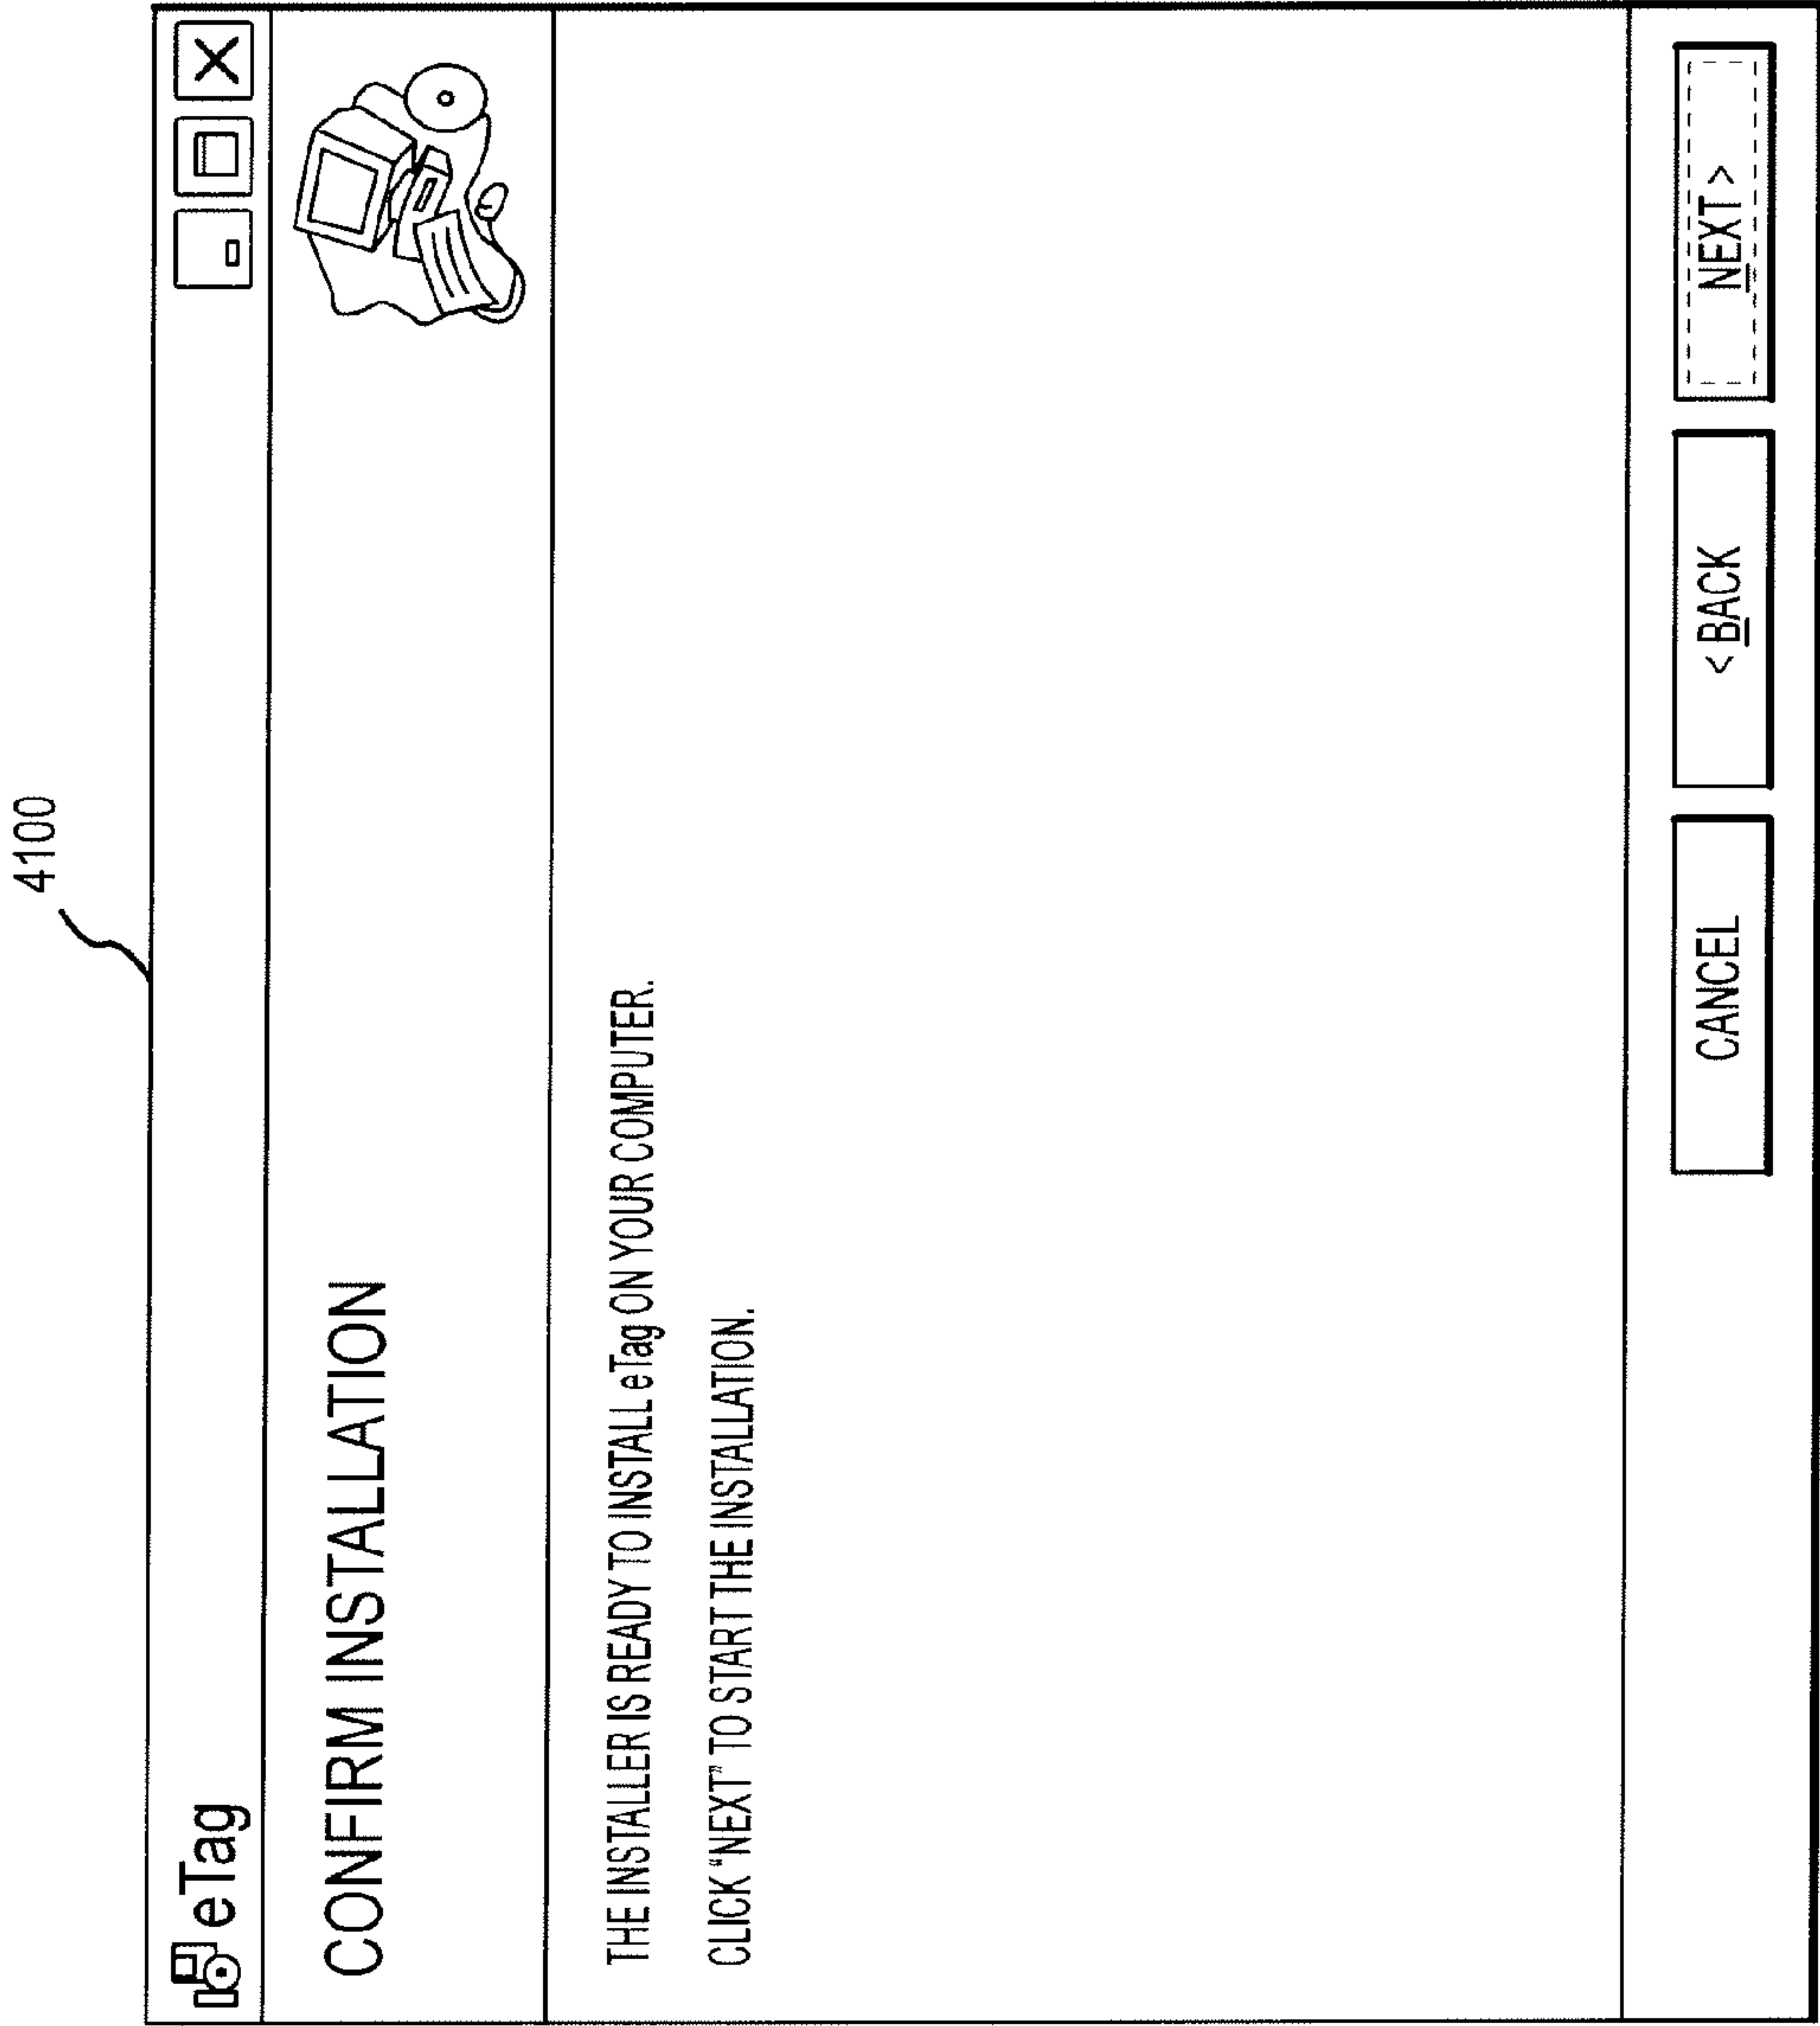 4100
eTag
CONFIRM INSTALLATION
THE INSTALLER IS READY TO INSTALL eTag ON YOUR COMPUTER.
CLICK "NEXT" TO START THE INSTALLATION.
CANCEL
< BACK
NEXT >